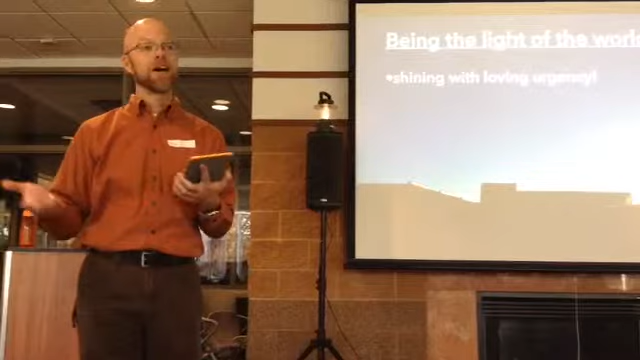 Being the light of the world
•shining with loving urgency!